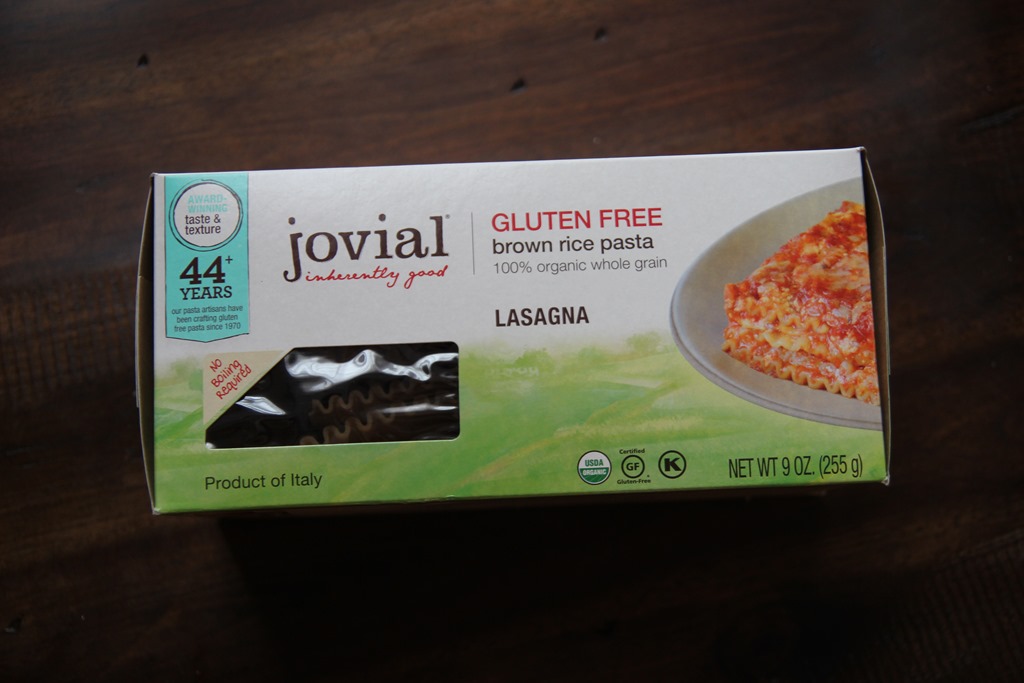 AWARD-
WINNING
taste &
texture
44+
YEARS
our pasta artisans have
been crafting gluten
free pasta since 1970
jovial®
inherently good
GLUTEN FREE
brown rice pasta
100% organic whole grain
LASAGNA
NO
Boiling
Required
Product of Italy
USDA
ORGANIC
Certified
GF
Gluten-Free
K
NET WT 9 OZ. (255 g)